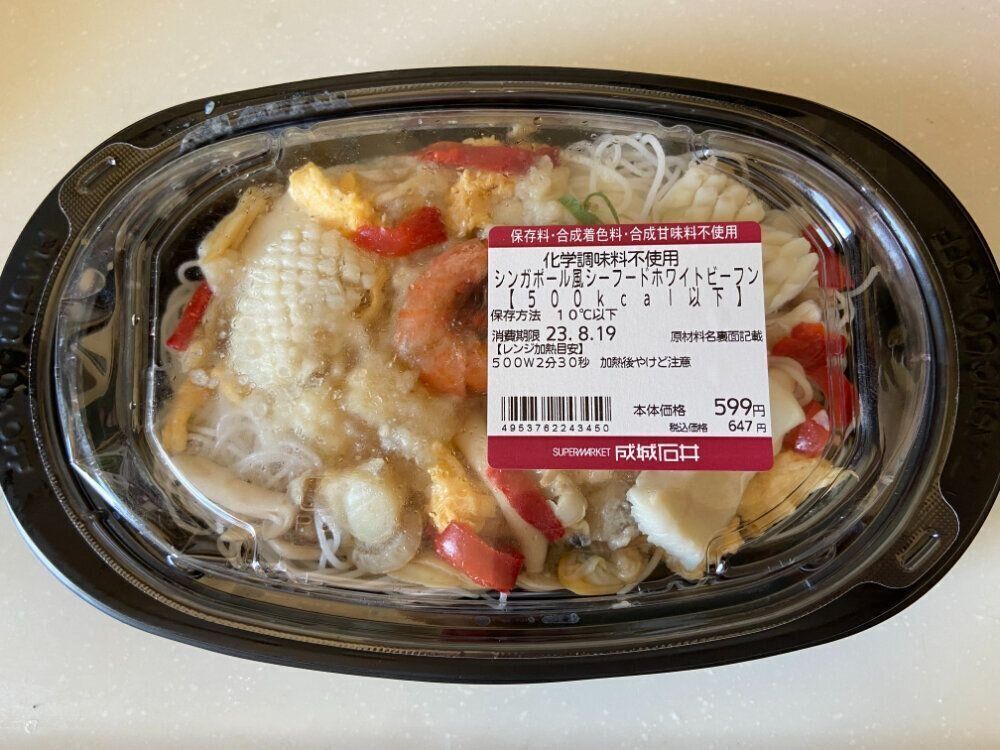 保存料・合成着色料・合成甘味料不使用
化学調味料不使用
シンガポール風シーフードホワイトビーフン
【５００ｋｃａｌ以下】
保存方法　１０℃以下
消費期限 23.8.19　原材料名裏面記載
【レンジ加熱目安】
５００Ｗ２分３０秒　加熱後やけど注意
本体価格 599円
4953762243450 税込価格 647円
SUPERMARKET 成城石井